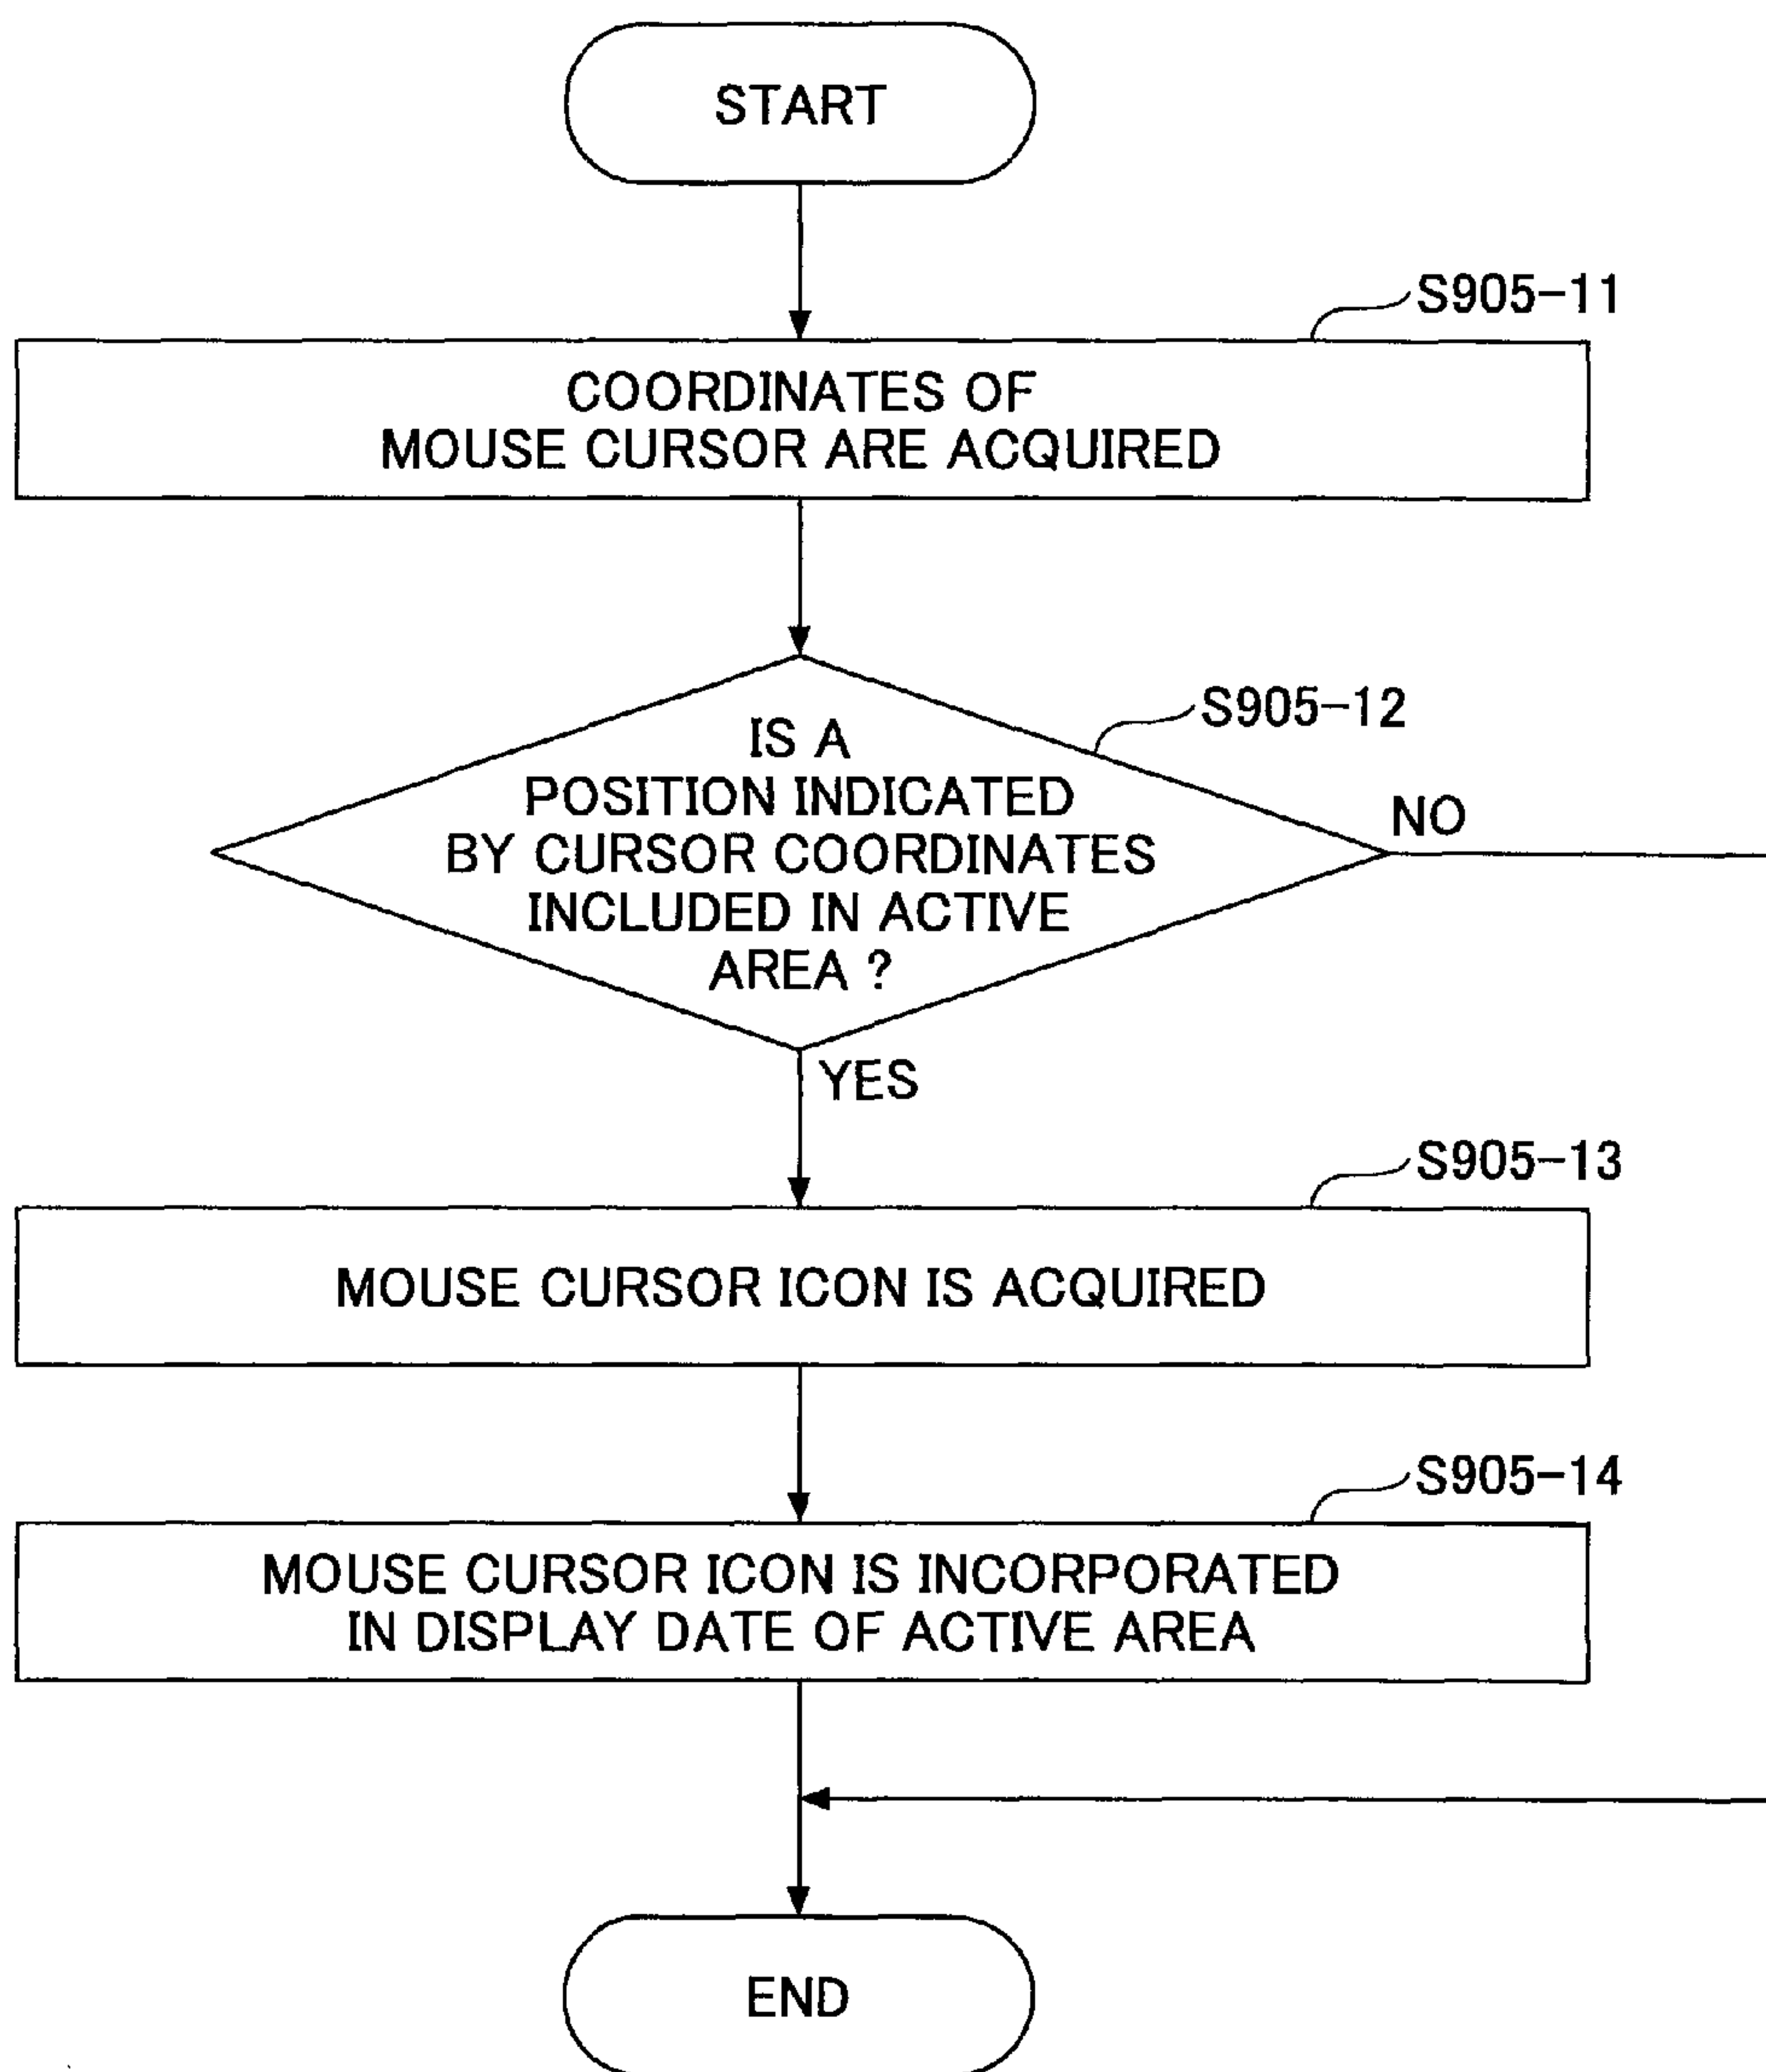 START
S905-11
COORDINATES OF
MOUSE CURSOR ARE ACQUIRED
S905-12
IS A
POSITION INDICATED
BY CURSOR COORDINATES
INCLUDED IN ACTIVE
AREA ?
NO
YES
S905-13
MOUSE CURSOR ICON IS ACQUIRED
S905-14
MOUSE CURSOR ICON IS INCORPORATED
IN DISPLAY DATE OF ACTIVE AREA
END